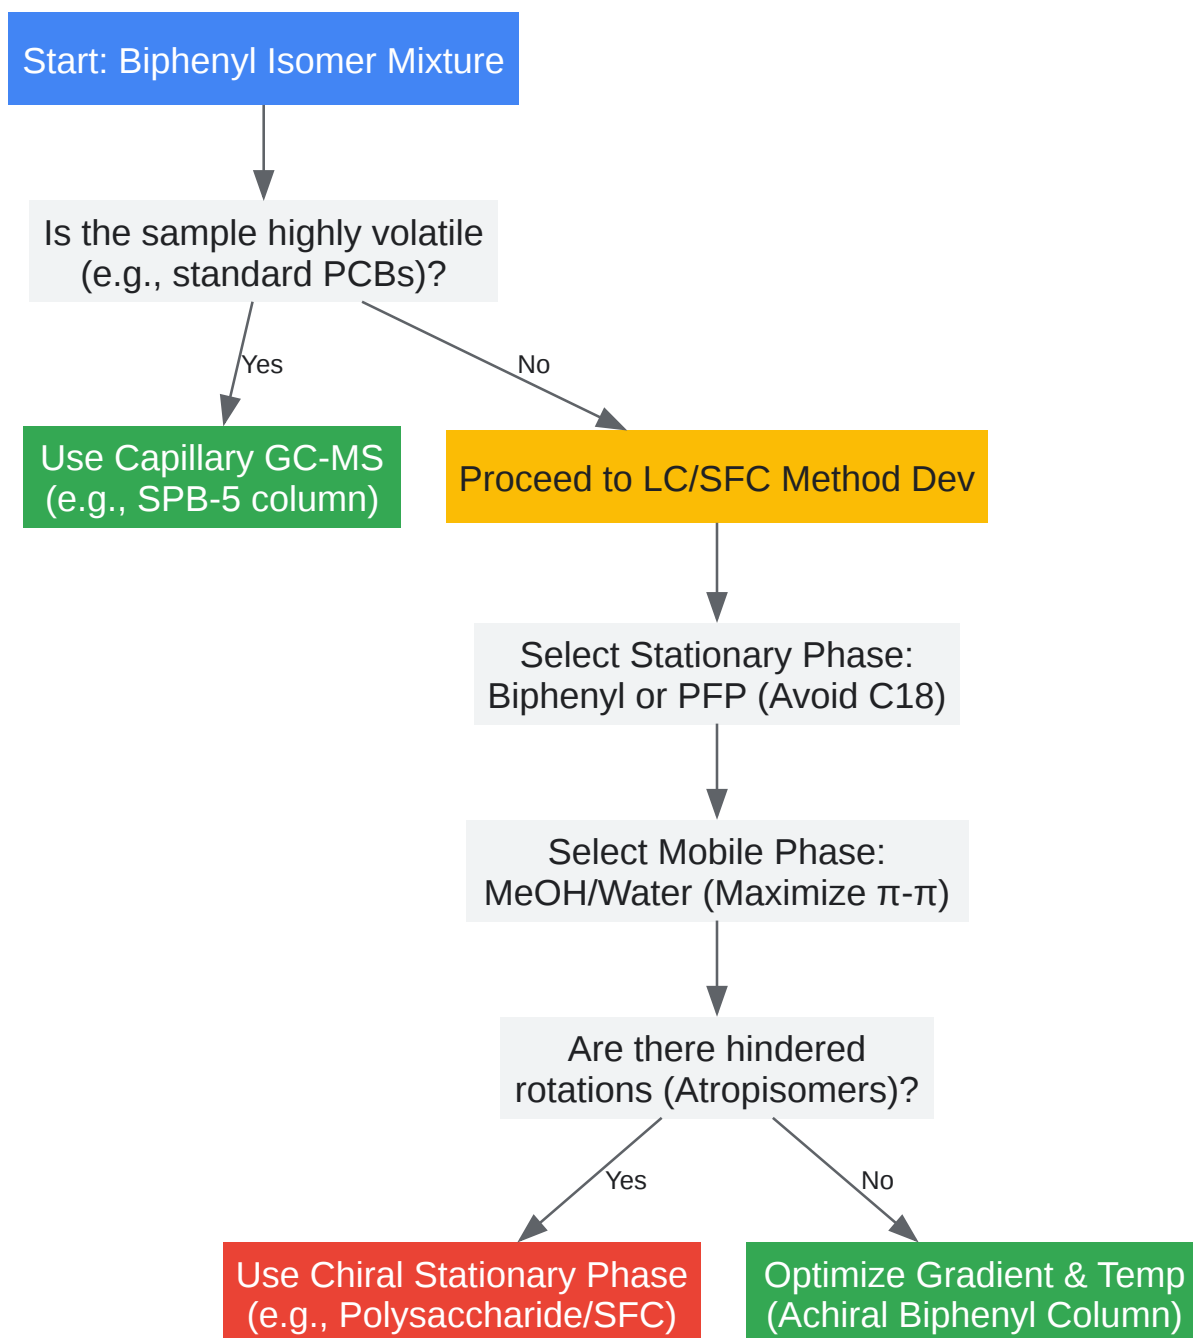 Start: Biphenyl Isomer Mixture
Is the sample highly volatile
(e.g., standard PCBs)?
Yes
No
Use Capillary GC-MS
(e.g., SPB-5 column)
Proceed to LC/SFC Method Dev
Select Stationary Phase:
Biphenyl or PFP (Avoid C18)
Select Mobile Phase:
MeOH/Water (Maximize π-π)
Are there hindered
rotations (Atropisomers)?
Yes
No
Use Chiral Stationary Phase
(e.g., Polysaccharide/SFC)
Optimize Gradient & Temp
(Achiral Biphenyl Column)